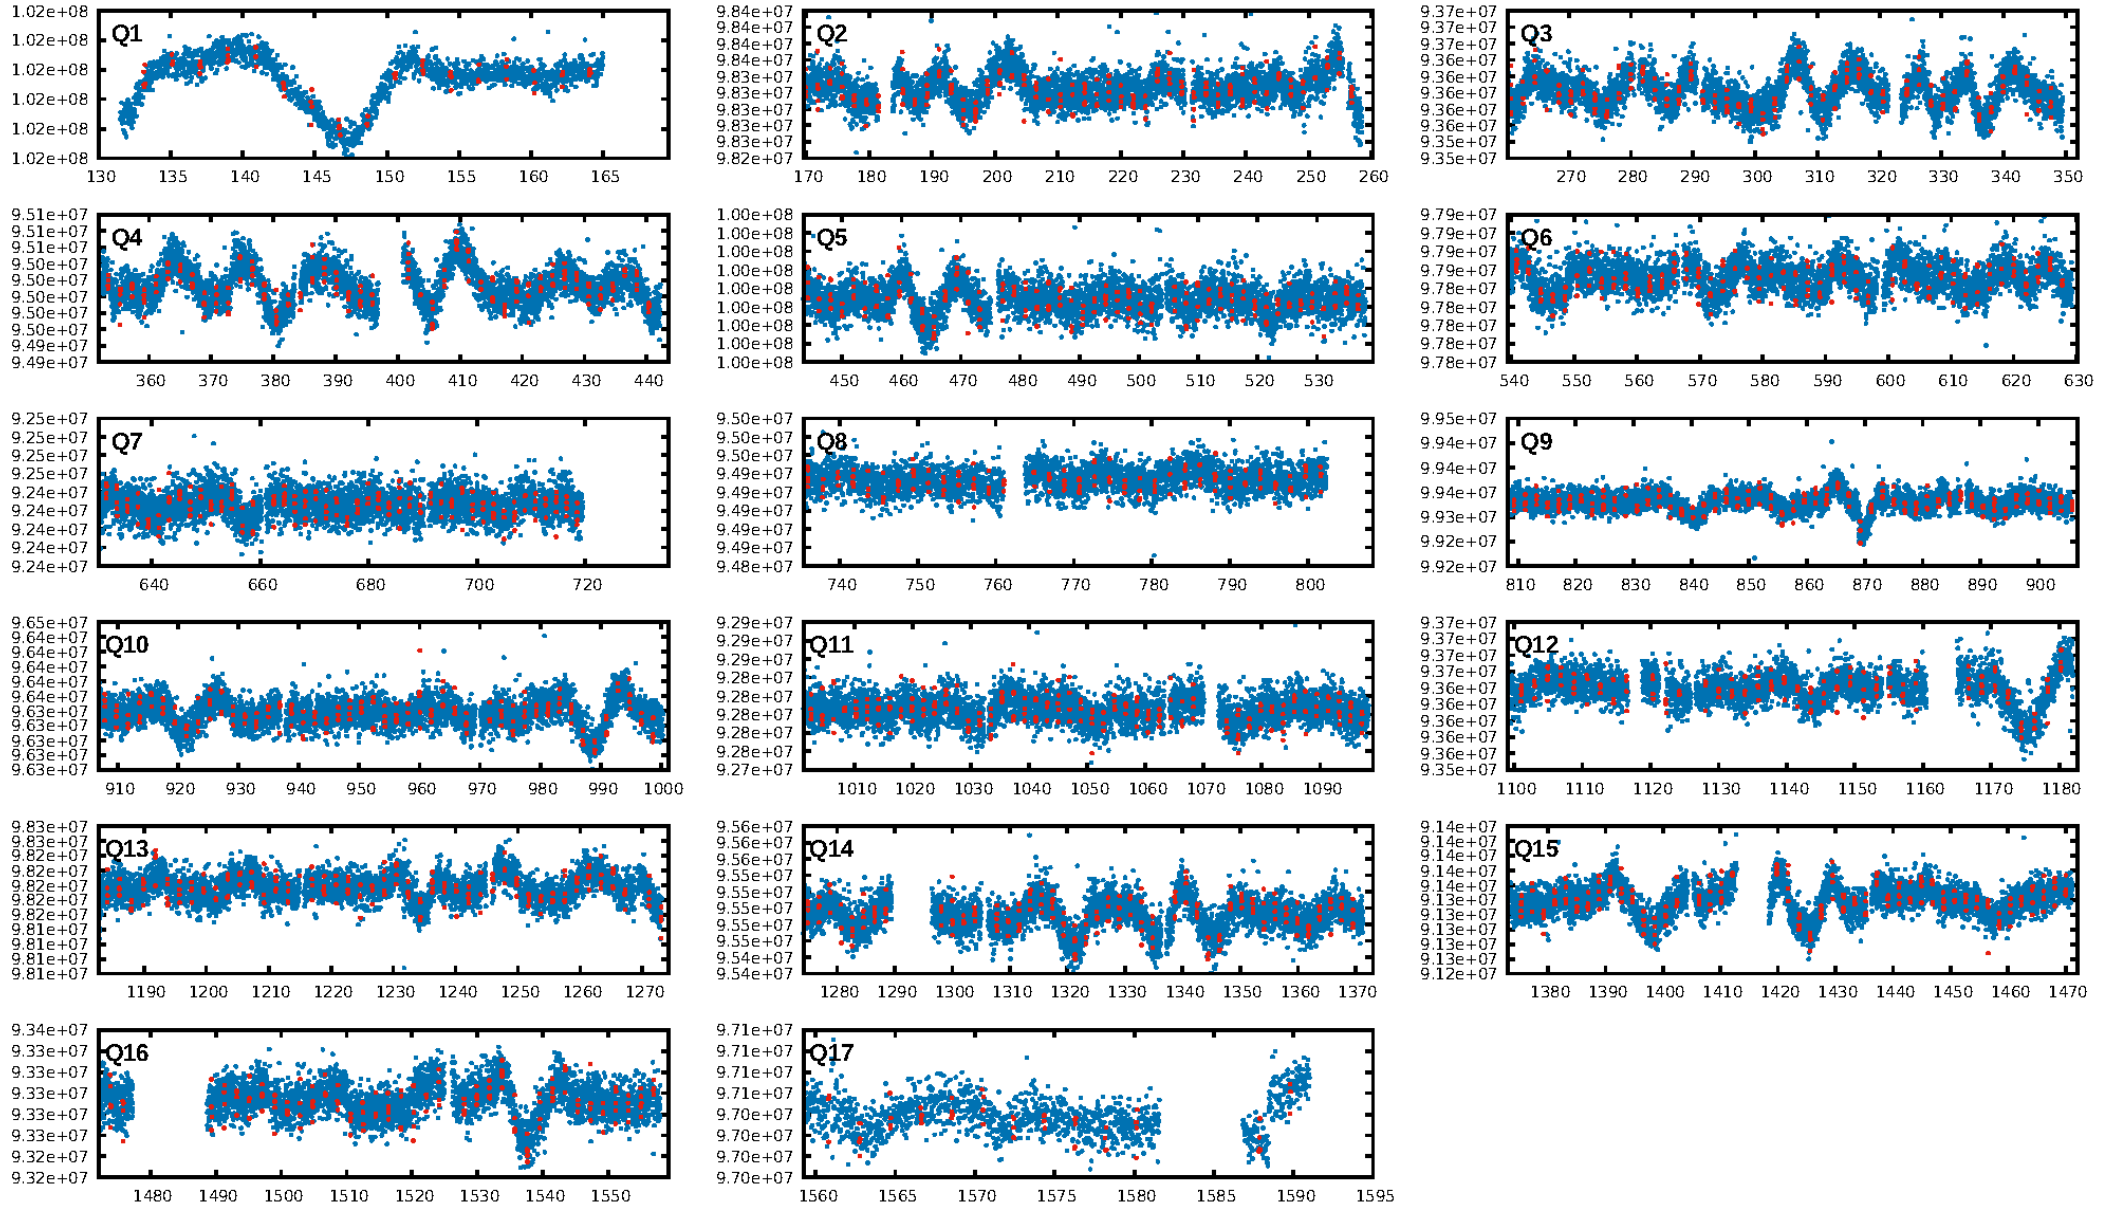 1.02e+08 1.02e+08 1.02e+08 1.02e+08 1.02e+08 1.02e+08
Q1
130 135 140 145 150 155 160 165
9.84e+07 9.84e+07 9.84e+07 9.84e+07 9.83e+07 9.83e+07 9.83e+07 9.83e+07 9.83e+07 9.82e+07
Q2
170 180 190 200 210 220 230 240 250 260
9.37e+07 9.37e+07 9.36e+07 9.36e+07 9.36e+07 9.36e+07 9.36e+07 9.36e+07 9.35e+07 9.35e+07
Q3
270 280 290 300 310 320 330 340 350
9.51e+07 9.51e+07 9.51e+07 9.50e+07 9.50e+07 9.50e+07 9.50e+07 9.50e+07 9.49e+07 9.49e+07
Q4
360 370 380 390 400 410 420 430 440
1.00e+08 1.00e+08 1.00e+08 1.00e+08 1.00e+08 1.00e+08 1.00e+08 1.00e+08 1.00e+08
Q5
450 460 470 480 490 500 510 520 530
9.79e+07 9.79e+07 9.79e+07 9.79e+07 9.78e+07 9.78e+07 9.78e+07 9.78e+07 9.78e+07
Q6
540 550 560 570 580 590 600 610 620 630
9.25e+07 9.25e+07 9.25e+07 9.25e+07 9.24e+07 9.24e+07 9.24e+07 9.24e+07 9.24e+07
Q7
640 660 680 700 720
9.50e+07 9.50e+07 9.50e+07 9.49e+07 9.49e+07 9.49e+07 9.49e+07 9.49e+07 9.48e+07
Q8
740 750 760 770 780 790 800
9.95e+07 9.94e+07 9.94e+07 9.94e+07 9.93e+07 9.92e+07 9.92e+07
Q9
810 820 830 840 850 860 870 880 890 900
9.65e+07 9.64e+07 9.64e+07 9.64e+07 9.64e+07 9.64e+07 9.63e+07 9.63e+07 9.63e+07 9.63e+07 9.63e+07
Q10
910 920 930 940 950 960 970 980 990 1000
9.29e+07 9.29e+07 9.29e+07 9.28e+07 9.28e+07 9.28e+07 9.28e+07 9.28e+07 9.27e+07
Q11
1010 1020 1030 1040 1050 1060 1070 1080 1090
9.37e+07 9.37e+07 9.37e+07 9.37e+07 9.36e+07 9.36e+07 9.36e+07 9.36e+07 9.36e+07 9.35e+07
Q12
1100 1110 1120 1130 1140 1150 1160 1170 1180
9.83e+07 9.83e+07 9.82e+07 9.82e+07 9.82e+07 9.82e+07 9.82e+07 9.81e+07 9.81e+07 9.81e+07 9.81e+07
Q13
1190 1200 1210 1220 1230 1240 1250 1260 1270
9.56e+07 9.56e+07 9.56e+07 9.55e+07 9.55e+07 9.55e+07 9.55e+07 9.55e+07 9.54e+07 9.54e+07
Q14
1280 1290 1300 1310 1320 1330 1340 1350 1360 1370
9.14e+07 9.14e+07 9.14e+07 9.14e+07 9.14e+07 9.13e+07 9.13e+07 9.13e+07 9.13e+07 9.12e+07 9.12e+07
Q15
1380 1390 1400 1410 1420 1430 1440 1450 1460 1470
9.34e+07 9.33e+07 9.33e+07 9.33e+07 9.33e+07 9.33e+07 9.32e+07 9.32e+07
Q16
1480 1490 1500 1510 1520 1530 1540 1550
9.71e+07 9.71e+07 9.71e+07 9.71e+07 9.70e+07 9.70e+07 9.70e+07 9.70e+07
Q17
1560 1565 1570 1575 1580 1585 1590 1595